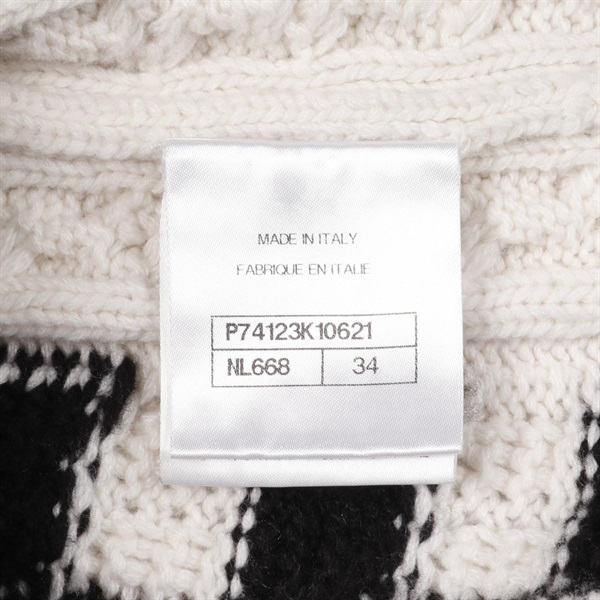 MADE IN ITALY
FABRIQUE EN ITALIE
P74123K10621
NL668 34